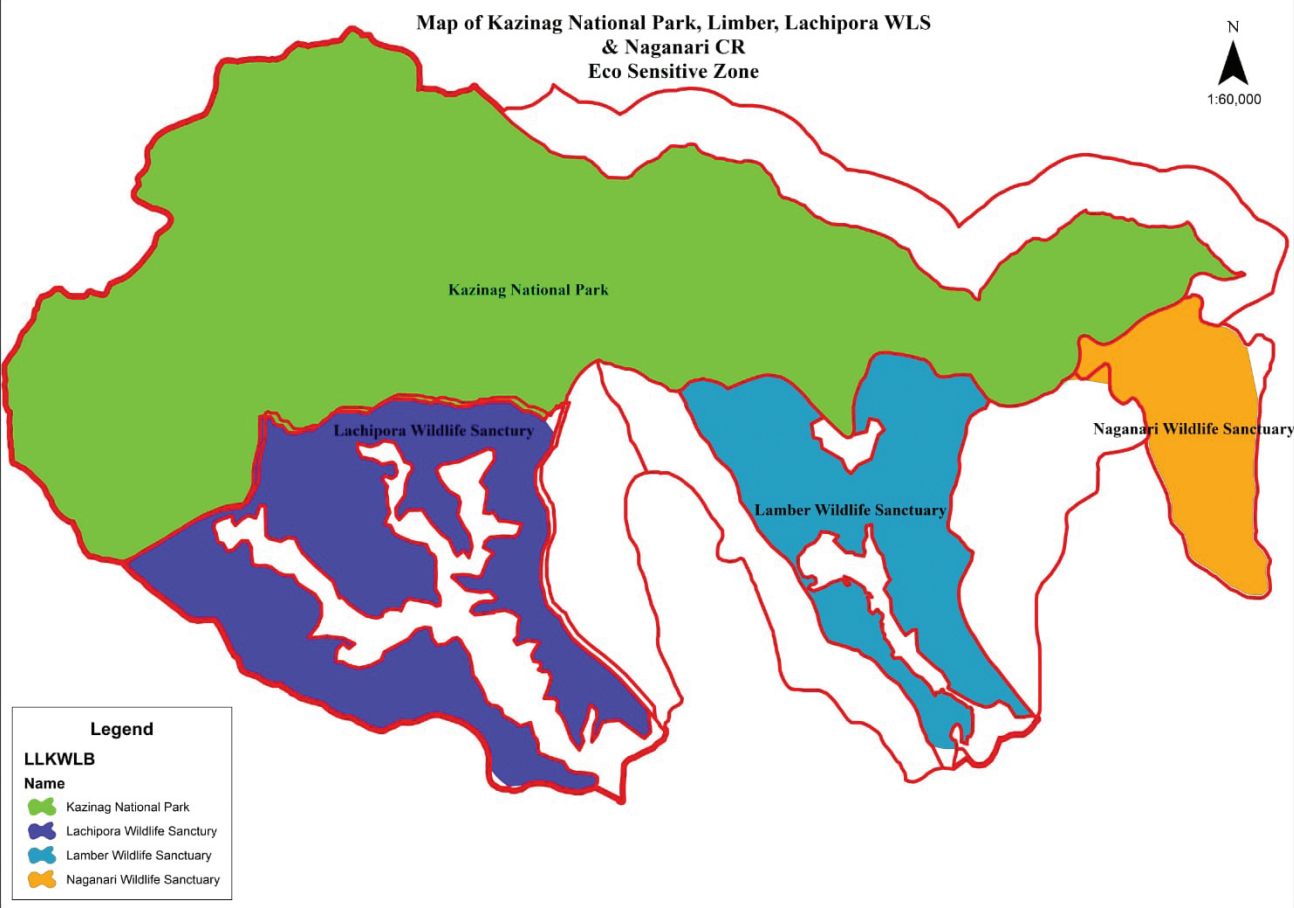 Map of Kazinag National Park, Limber, Lachipora WLS
& Naganari CR
Eco Sensitive Zone
N
1:60,000
Kazinag National Park
Lachipora Wildlife Sanctury
Naganari Wildlife Sanctuary
Lamber Wildlife Sanctuary
Legend
LLKWLB
Name
Kazinag National Park
Lachipora Wildlife Sanctury
Lamber Wildlife Sanctuary
Naganari Wildlife Sanctuary